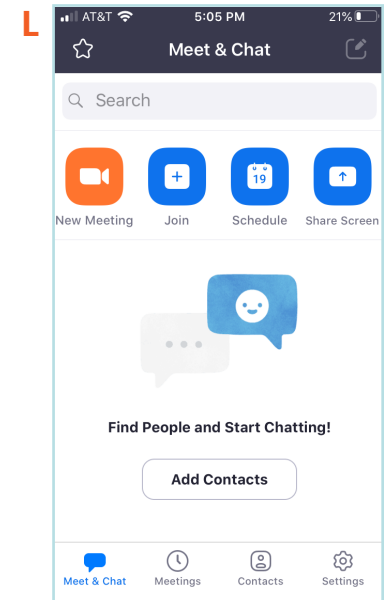 L
AT&T 5:05 PM 21%
Meet & Chat
Search
19
New Meeting Join Schedule Share Screen
Find People and Start Chatting!
Add Contacts
Meet & Chat Meetings Contacts Settings